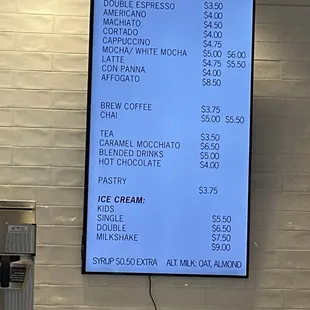 DOUBLE ESPRESSO $3.50
AMERICANO $4.00
MACHIATO $4.50
CORTADO $4.00
CAPPUCCINO $4.75
MOCHA/ WHITE MOCHA $5.00 $6.00
LATTE $4.75 $5.50
CON PANNA $4.00
AFFOGATO $8.50
BREW COFFEE $3.75
CHAI $5.00 $5.50
TEA $3.50
CARAMEL MOCCHIATO $6.50
BLENDED DRINKS $5.00
HOT CHOCOLATE $4.00
PASTRY
$3.75
ICE CREAM:
KIDS
SINGLE $5.50
DOUBLE $6.50
MILKSHAKE $7.50
$9.00
SYRUP $0.50 EXTRA ALT. MILK: OAT, ALMOND